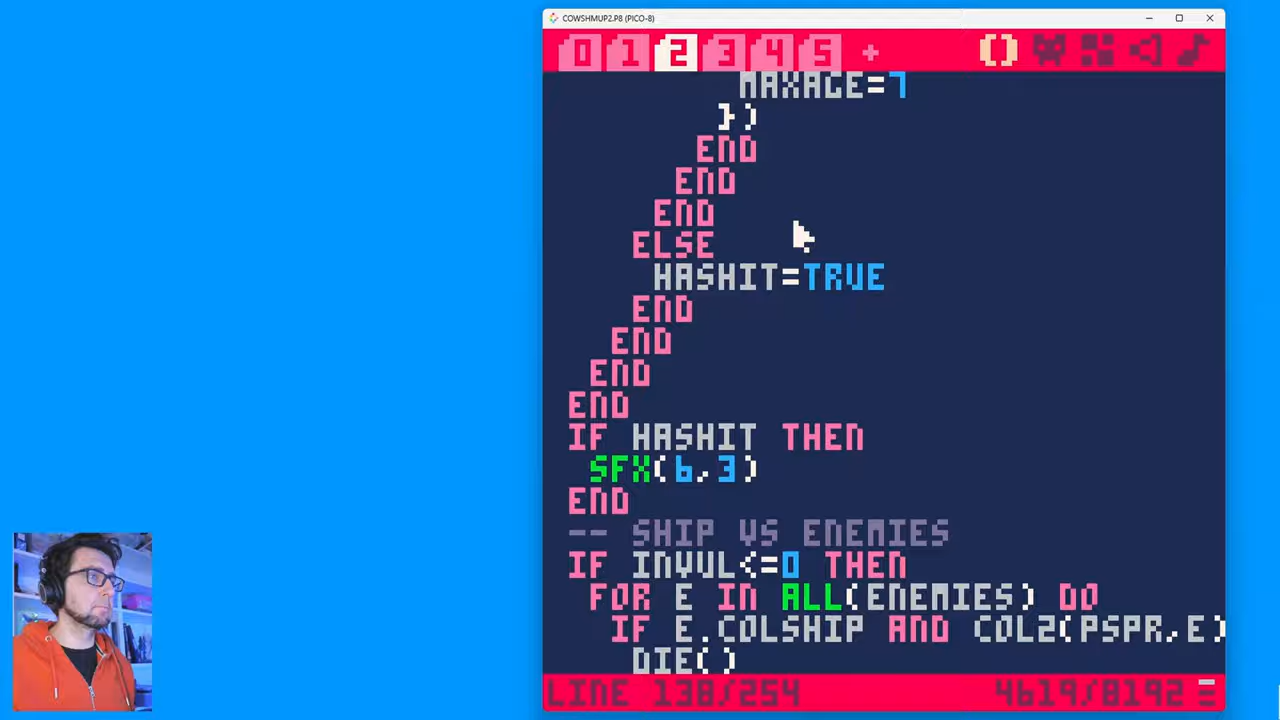 COWSHMUP2.P8 (PICO-8)
0 1 2 3 4 5 +
MAXAGE=7
})
END
END
END
ELSE
HASHIT=TRUE
END
END
END
END
IF HASHIT THEN
SFX(6,3)
END
-- SHIP VS ENEMIES
IF INVUL<=0 THEN
FOR E IN ALL(ENEMIES) DO
IF E.COLSHIP AND COL2(PSPR,E)
DIE()
LINE 138/254
4619/8192